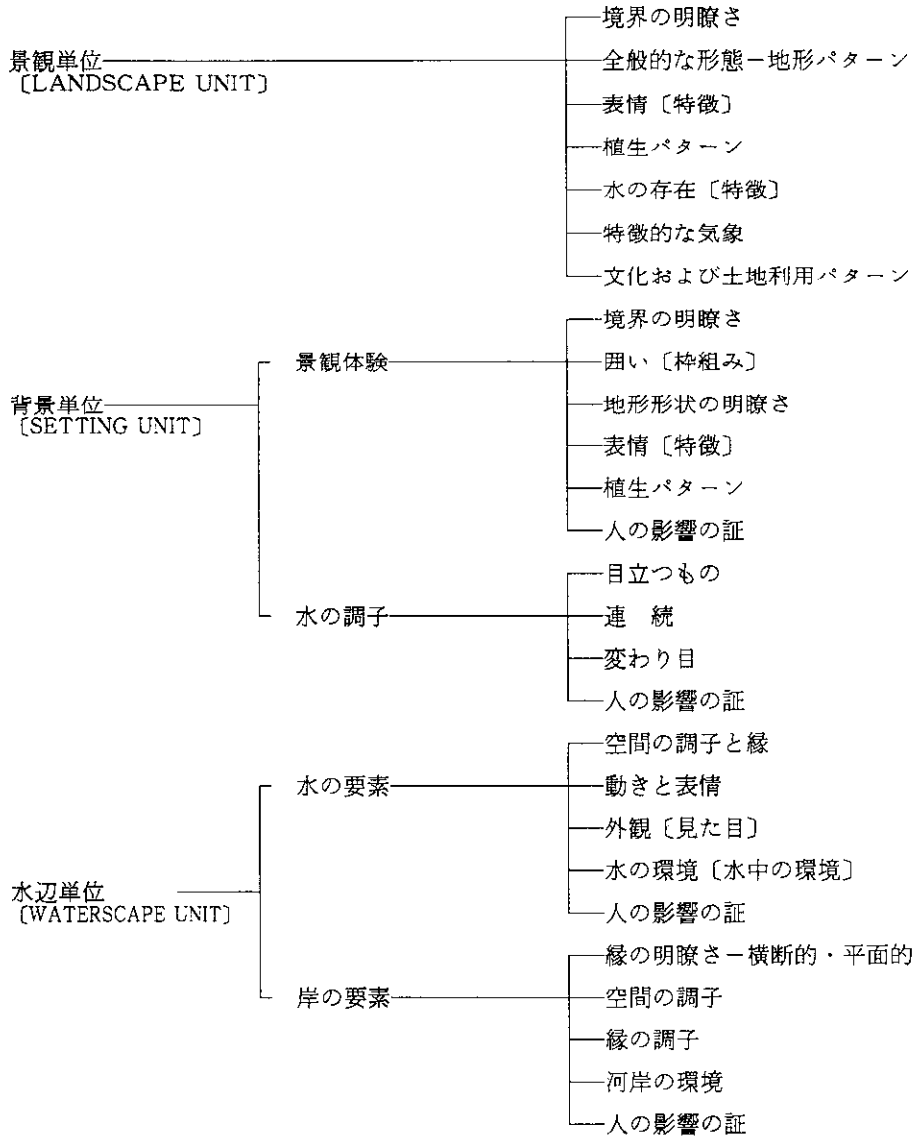 景観単位
〔LANDSCAPE UNIT〕
境界の明瞭さ
全般的な形態－地形パターン
表情〔特徴〕
植生パターン
水の存在〔特徴〕
特徴的な気象
文化および土地利用パターン
背景単位
〔SETTING UNIT〕
景観体験
境界の明瞭さ
囲い〔枠組み〕
地形形状の明瞭さ
表情〔特徴〕
植生パターン
人の影響の証
水の調子
目立つもの
連　続
変わり目
人の影響の証
水辺単位
〔WATERSCAPE UNIT〕
水の要素
空間の調子と縁
動きと表情
外観〔見た目〕
水の環境〔水中の環境〕
人の影響の証
岸の要素
縁の明瞭さ－横断的・平面的
空間の調子
縁の調子
河岸の環境
人の影響の証